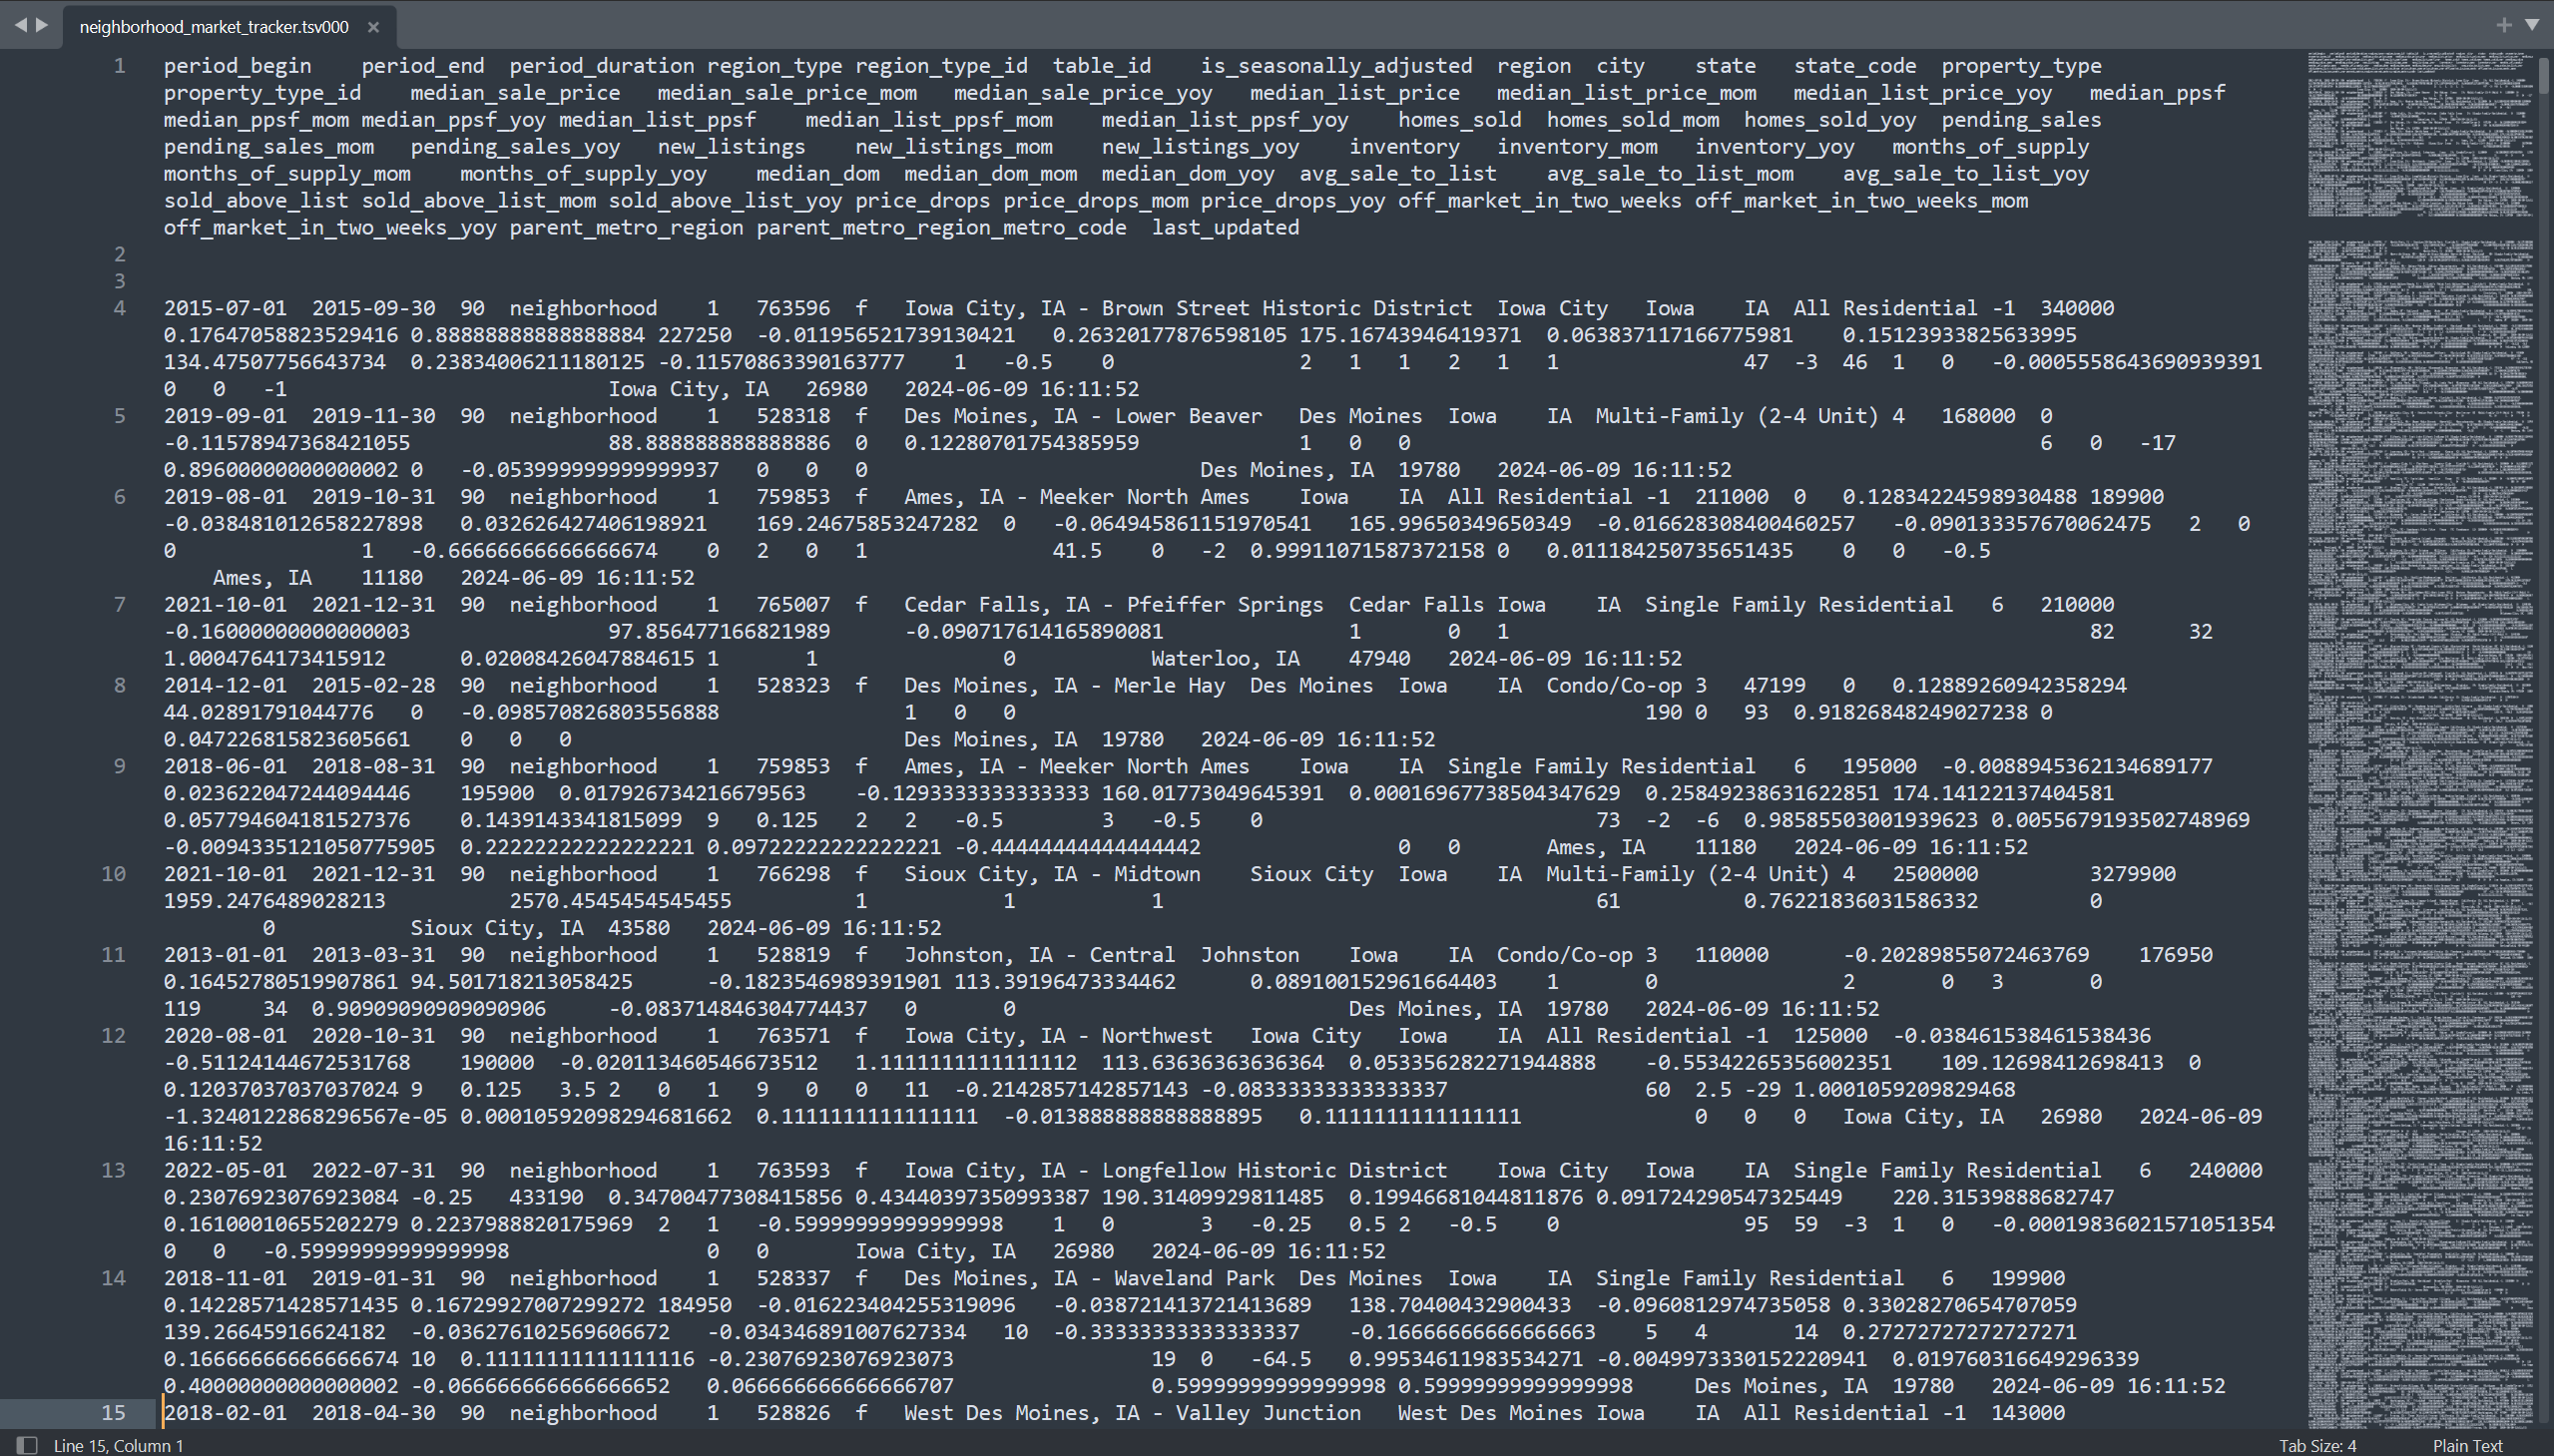 neighborhood_market_tracker.tsv000
1 period_begin period_end period_duration region_type region_type_id table_id is_seasonally_adjusted region city state state_code property_type
property_type_id median_sale_price median_sale_price_mom median_sale_price_yoy median_list_price median_list_price_mom median_list_price_yoy median_ppsf
median_ppsf_mom median_ppsf_yoy median_list_ppsf median_list_ppsf_mom median_list_ppsf_yoy homes_sold homes_sold_mom homes_sold_yoy pending_sales
pending_sales_mom pending_sales_yoy new_listings new_listings_mom new_listings_yoy inventory inventory_mom inventory_yoy months_of_supply
months_of_supply_mom months_of_supply_yoy median_dom median_dom_mom median_dom_yoy avg_sale_to_list avg_sale_to_list_mom avg_sale_to_list_yoy
sold_above_list sold_above_list_mom sold_above_list_yoy price_drops price_drops_mom price_drops_yoy off_market_in_two_weeks off_market_in_two_weeks_mom
off_market_in_two_weeks_yoy parent_metro_region parent_metro_region_metro_code last_updated
2
3
4 2015-07-01 2015-09-30 90 neighborhood 1 763596 f Iowa City, IA - Brown Street Historic District Iowa City Iowa IA All Residential -1 340000
0.17647058823529416 0.88888888888888884 227250 -0.011956521739130421 0.26320177876598105 175.16743946419371 0.063837117166775981 0.15123933825633995
134.47507756643734 0.23834006211180125 -0.11570863390163777 1 -0.5 0 2 1 1 2 1 1 47 -3 46 1 0 -0.0005558643690939391
0 0 -1 Iowa City, IA 26980 2024-06-09 16:11:52
5 2019-09-01 2019-11-30 90 neighborhood 1 528318 f Des Moines, IA - Lower Beaver Des Moines Iowa IA Multi-Family (2-4 Unit) 4 168000 0
-0.11578947368421055 88.888888888888886 0 0.12280701754385959 1 0 0 6 0 -17
0.89600000000000002 0 -0.053999999999999937 0 0 0 Des Moines, IA 19780 2024-06-09 16:11:52
6 2019-08-01 2019-10-31 90 neighborhood 1 759853 f Ames, IA - Meeker North Ames Iowa IA All Residential -1 211000 0 0.12834224598930488 189900
-0.038481012658227898 0.032626427406198921 169.24675853247282 0 -0.064945861151970541 165.99650349650349 -0.016628308400460257 -0.090133357670062475 2 0
0 1 -0.66666666666666674 0 2 0 1 41.5 0 -2 0.99911071587372158 0 0.011184250735651435 0 0 -0.5
Ames, IA 11180 2024-06-09 16:11:52
7 2021-10-01 2021-12-31 90 neighborhood 1 765007 f Cedar Falls, IA - Pfeiffer Springs Cedar Falls Iowa IA Single Family Residential 6 210000
-0.16000000000000003 97.856477166821989 -0.090717614165890081 1 0 1 82 32
1.0004764173415912 0.02008426047884615 1 1 0 Waterloo, IA 47940 2024-06-09 16:11:52
8 2014-12-01 2015-02-28 90 neighborhood 1 528323 f Des Moines, IA - Merle Hay Des Moines Iowa IA Condo/Co-op 3 47199 0 0.12889260942358294
44.02891791044776 0 -0.098570826803556888 1 0 0 190 0 93 0.91826848249027238 0
0.047226815823605661 0 0 0 Des Moines, IA 19780 2024-06-09 16:11:52
9 2018-06-01 2018-08-31 90 neighborhood 1 759853 f Ames, IA - Meeker North Ames Iowa IA Single Family Residential 6 195000 -0.0088945362134689177
0.023622047244094446 195900 0.017926734216679563 -0.1293333333333333 160.01773049645391 0.00016967738504347629 0.25849238631622851 174.14122137404581
0.057794604181527376 0.1439143341815099 9 0.125 2 2 -0.5 3 -0.5 0 73 -2 -6 0.98585503001939623 0.0055679193502748969
-0.0094335121050775905 0.22222222222222221 0.09722222222222221 -0.44444444444444442 0 0 Ames, IA 11180 2024-06-09 16:11:52
10 2021-10-01 2021-12-31 90 neighborhood 1 766298 f Sioux City, IA - Midtown Sioux City Iowa IA Multi-Family (2-4 Unit) 4 2500000 3279900
1959.2476489028213 2570.4545454545455 1 1 1 61 0.76221836031586332 0
0 Sioux City, IA 43580 2024-06-09 16:11:52
11 2013-01-01 2013-03-31 90 neighborhood 1 528819 f Johnston, IA - Central Johnston Iowa IA Condo/Co-op 3 110000 -0.20289855072463769 176950
0.16452780519907861 94.501718213058425 -0.1823546989391901 113.39196473334462 0.089100152961664403 1 0 2 0 3 0
119 34 0.90909090909090906 -0.083714846304774437 0 0 Des Moines, IA 19780 2024-06-09 16:11:52
12 2020-08-01 2020-10-31 90 neighborhood 1 763571 f Iowa City, IA - Northwest Iowa City Iowa IA All Residential -1 125000 -0.038461538461538436
-0.51124144672531768 190000 -0.020113460546673512 1.1111111111111112 113.63636363636364 0.053356282271944888 -0.55342265356002351 109.12698412698413 0
0.12037037037037024 9 0.125 3.5 2 0 1 9 0 0 11 -0.2142857142857143 -0.08333333333333337 60 2.5 -29 1.0001059209829468
-1.3240122868296567e-05 0.00010592098294681662 0.1111111111111111 -0.013888888888888895 0.1111111111111111 0 0 0 Iowa City, IA 26980 2024-06-09
16:11:52
13 2022-05-01 2022-07-31 90 neighborhood 1 763593 f Iowa City, IA - Longfellow Historic District Iowa City Iowa IA Single Family Residential 6 240000
0.23076923076923084 -0.25 433190 0.34700477308415856 0.43440397350993387 190.31409929811485 0.19946681044811876 0.091724290547325449 220.31539888682747
0.16100010655202279 0.2237988820175969 2 1 -0.59999999999999998 1 0 3 -0.25 0.5 2 -0.5 0 95 59 -3 1 0 -0.00019836021571051354
0 0 -0.59999999999999998 0 0 Iowa City, IA 26980 2024-06-09 16:11:52
14 2018-11-01 2019-01-31 90 neighborhood 1 528337 f Des Moines, IA - Waveland Park Des Moines Iowa IA Single Family Residential 6 199900
0.14228571428571435 0.16729927007299272 184950 -0.016223404255319096 -0.038721413721413689 138.70400432900433 -0.0960812974735058 0.33028270654707059
139.26645916624182 -0.036276102569606672 -0.034346891007627334 10 -0.33333333333333337 -0.16666666666666663 5 4 14 0.27272727272727271
0.16666666666666674 10 0.11111111111111116 -0.23076923076923073 19 0 -64.5 0.99534611983534271 -0.0049973330152220941 0.019760316649296339
0.40000000000000002 -0.066666666666666652 0.066666666666666707 0.59999999999999998 0.59999999999999998 Des Moines, IA 19780 2024-06-09 16:11:52
15 2018-02-01 2018-04-30 90 neighborhood 1 528826 f West Des Moines, IA - Valley Junction West Des Moines Iowa IA All Residential -1 143000
Line 15, Column 1 Tab Size: 4 Plain Text